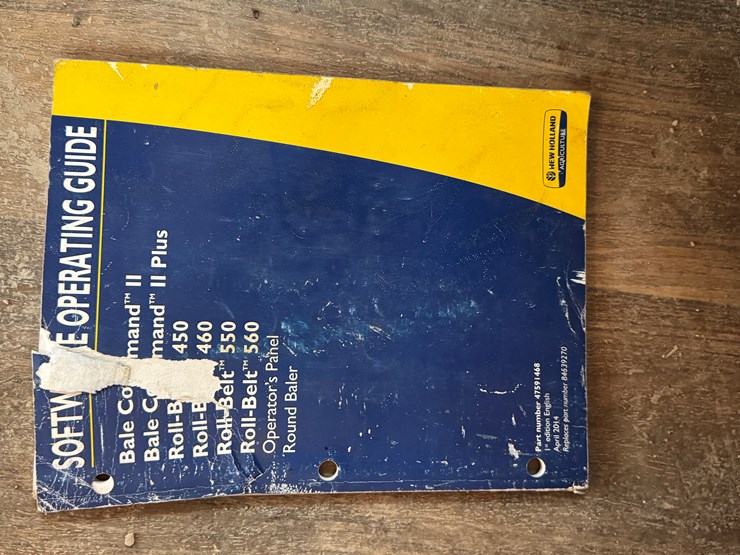 SOFTW E OPERATING GUIDE
Bale Co mand™ II
Bale C mmand™ II Plus
Roll-B 450
Roll-B 460
Roll-Belt™ 550
Roll-Belt™ 560
Operator's Panel
Round Baler
Part number 47591468
1st edition English
April 2014
Replaces part number 84639270
NEW HOLLAND
AGRICULTURE